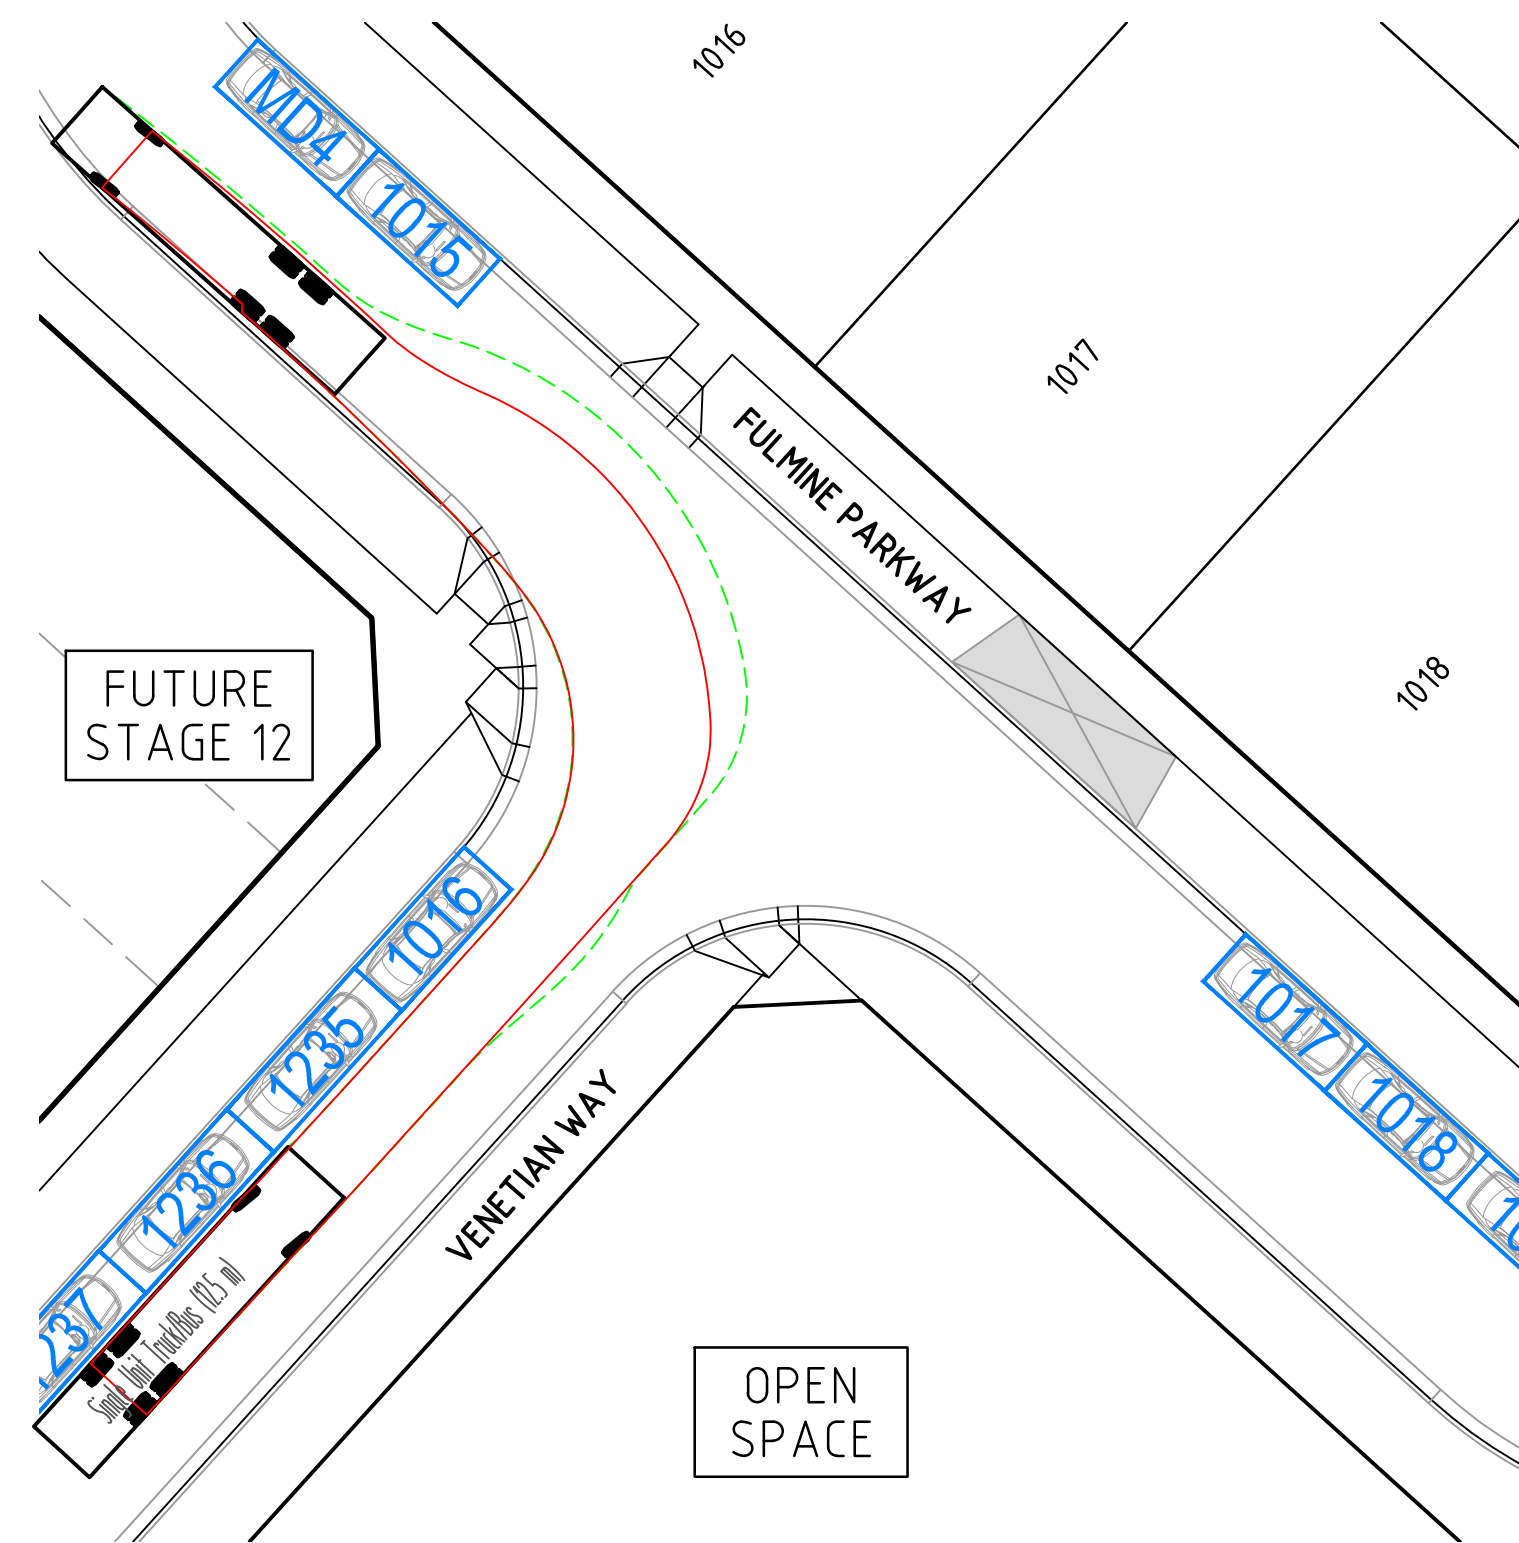 1016
MD4
1015
1017
FULMINE PARKWAY
1018
FUTURE
STAGE 12
1016
1017
1235
1018
1236
VENETIAN WAY
Single Unit Truck/Bus (12.5 m)
OPEN
SPACE